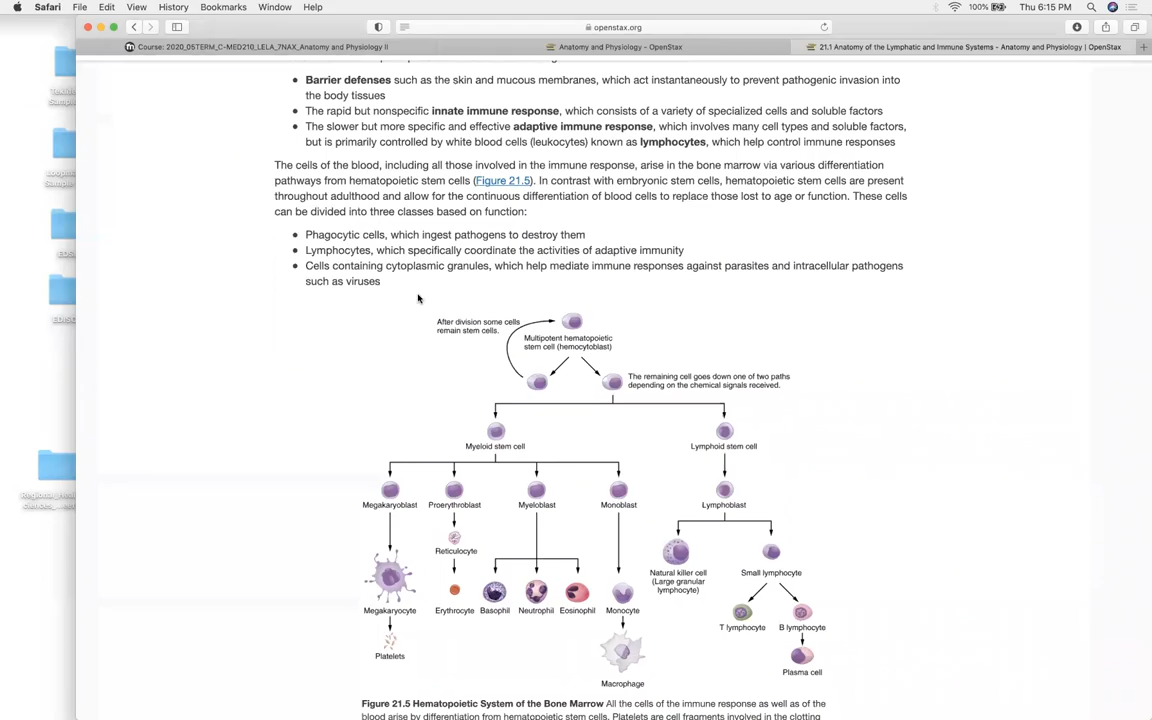 Safari File Edit View History Bookmarks Window Help 100% Thu 6:15 PM
openstax.org
Course: 2020_05TERM_C-MED210_LELA_7NAX_Anatomy and Physiology II
Anatomy and Physiology - OpenStax
21.1 Anatomy of the Lymphatic and Immune Systems - Anatomy and Physiology | OpenStax
Barrier defenses such as the skin and mucous membranes, which act instantaneously to prevent pathogenic invasion into
the body tissues
The rapid but nonspecific innate immune response, which consists of a variety of specialized cells and soluble factors
The slower but more specific and effective adaptive immune response, which involves many cell types and soluble factors,
but is primarily controlled by white blood cells (leukocytes) known as lymphocytes, which help control immune responses
The cells of the blood, including all those involved in the immune response, arise in the bone marrow via various differentiation
pathways from hematopoietic stem cells (Figure 21.5). In contrast with embryonic stem cells, hematopoietic stem cells are present
throughout adulthood and allow for the continuous differentiation of blood cells to replace those lost to age or function. These cells
can be divided into three classes based on function:
Phagocytic cells, which ingest pathogens to destroy them
Lymphocytes, which specifically coordinate the activities of adaptive immunity
Cells containing cytoplasmic granules, which help mediate immune responses against parasites and intracellular pathogens
such as viruses
After division some cells
remain stem cells.
Multipotent hematopoietic
stem cell (hemocytoblast)
The remaining cell goes down one of two paths
depending on the chemical signals received.
Myeloid stem cell
Lymphoid stem cell
Megakaryoblast
Proerythroblast
Myeloblast
Monoblast
Lymphoblast
Reticulocyte
Natural killer cell
(Large granular
lymphocyte)
Small lymphocyte
Megakaryocyte
Erythrocyte
Basophil
Neutrophil
Eosinophil
Monocyte
T lymphocyte
B lymphocyte
Platelets
Macrophage
Plasma cell
Figure 21.5 Hematopoietic System of the Bone Marrow All the cells of the immune response as well as of the
blood arise by differentiation from hematopoietic stem cells. Platelets are cell fragments involved in the clotting